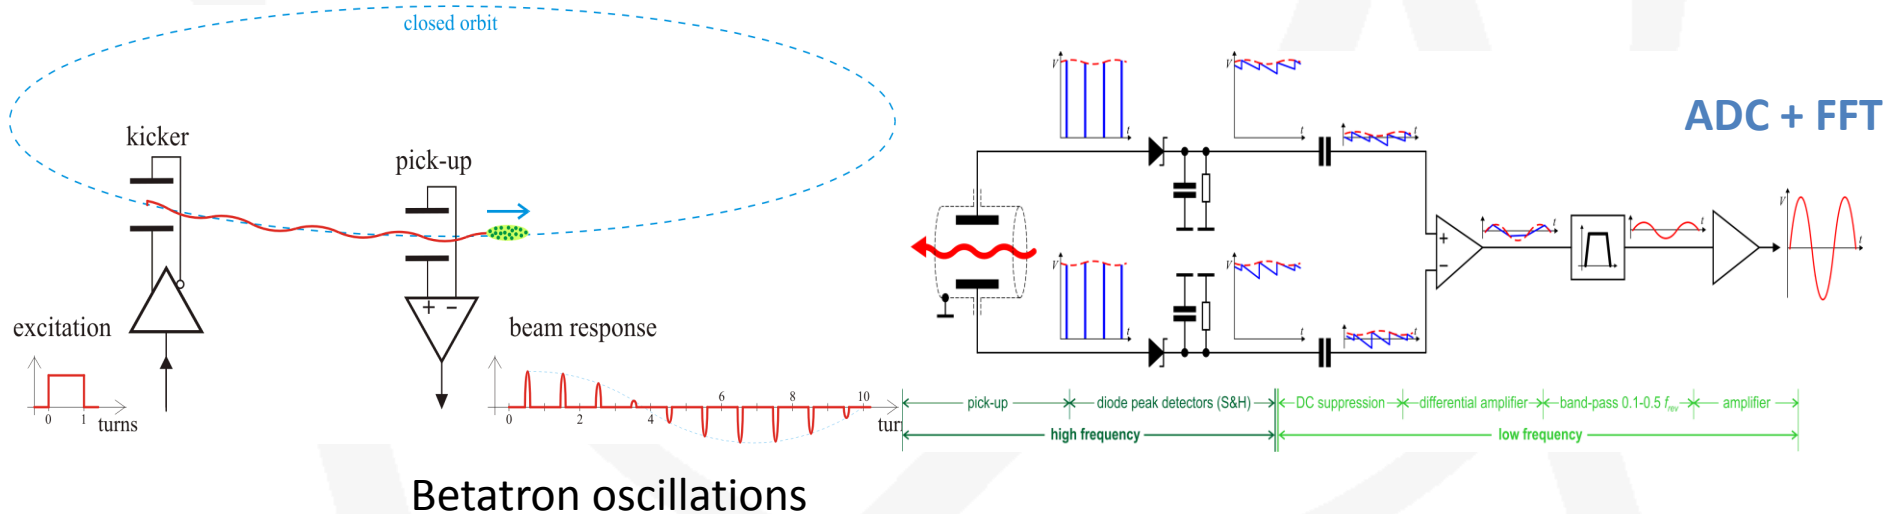 closed orbit
kicker
pick-up
excitation
0 1
turns
+ −
beam response
0 2 4 6 8 10
tur
Betatron oscillations
V
t
V
t
t
V
t
V
t
t
+
−
t
t
V
t
ADC + FFT
pick-up
diode peak detectors (S&H)
DC suppression
differential amplifier
band-pass 0.1-0.5 frev
amplifier
high frequency
low frequency